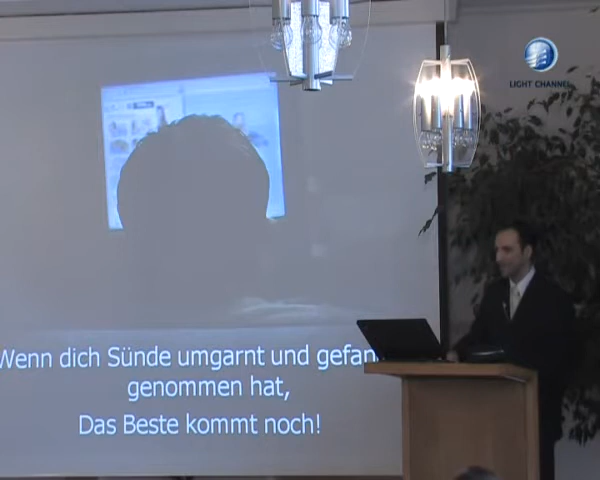 LIGHT CHANNEL
Wenn dich Sünde umgarnt und gefan
genommen hat,
Das Beste kommt noch!